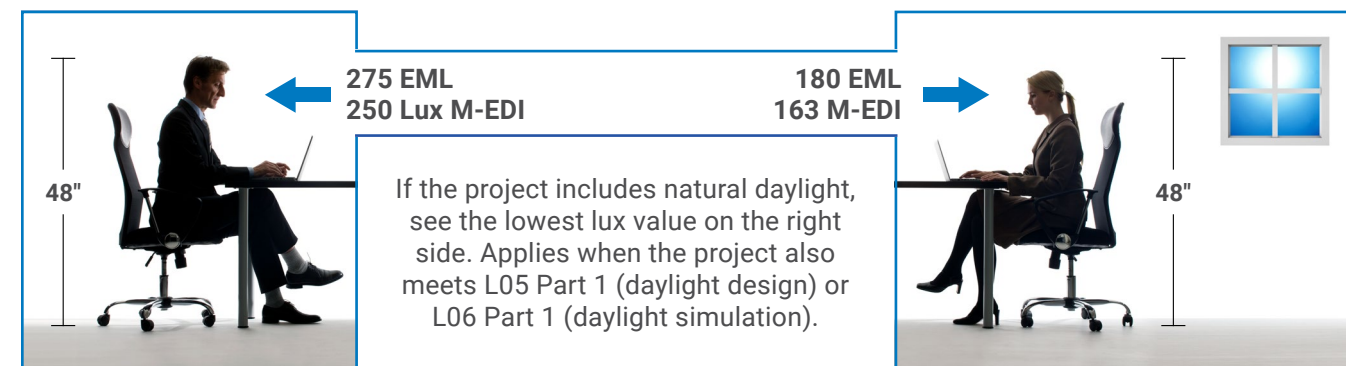 275 EML
250 Lux M-EDI
180 EML
163 M-EDI
48"
If the project includes natural daylight,
see the lowest lux value on the right
side. Applies when the project also
meets L05 Part 1 (daylight design) or
L06 Part 1 (daylight simulation).
48"